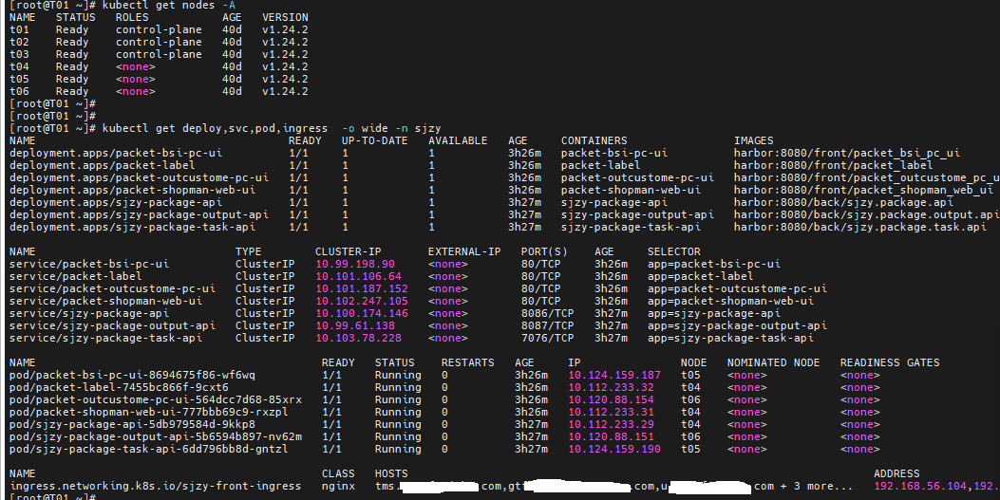 [root@T01 ~]# kubectl get nodes -A
NAME STATUS ROLES AGE VERSION
t01 Ready control-plane 40d v1.24.2
t02 Ready control-plane 40d v1.24.2
t03 Ready control-plane 40d v1.24.2
t04 Ready <none> 40d v1.24.2
t05 Ready <none> 40d v1.24.2
t06 Ready <none> 40d v1.24.2
[root@T01 ~]#
[root@T01 ~]#
[root@T01 ~]# kubectl get deploy,svc,pod,ingress -o wide -n sjzy
NAME READY UP-TO-DATE AVAILABLE AGE CONTAINERS IMAGES
deployment.apps/packet-bsi-pc-ui 1/1 1 1 3h26m packet-bsi-pc-ui harbor:8080/front/packet_bsi_pc_ui
deployment.apps/packet-label 1/1 1 1 3h26m packet-label harbor:8080/front/packet_label
deployment.apps/packet-outcustome-pc-ui 1/1 1 1 3h26m packet-outcustome-pc-ui harbor:8080/front/packet_outcustome_pc_u
deployment.apps/packet-shopman-web-ui 1/1 1 1 3h26m packet-shopman-web-ui harbor:8080/front/packet_shopman_web_ui
deployment.apps/sjzy-package-api 1/1 1 1 3h27m sjzy-package-api harbor:8080/back/sjzy.package.api
deployment.apps/sjzy-package-output-api 1/1 1 1 3h27m sjzy-package-output-api harbor:8080/back/sjzy.package.output.api
deployment.apps/sjzy-package-task-api 1/1 1 1 3h27m sjzy-package-task-api harbor:8080/back/sjzy.package.task.api
NAME TYPE CLUSTER-IP EXTERNAL-IP PORT(S) AGE SELECTOR
service/packet-bsi-pc-ui ClusterIP 10.99.198.90 <none> 80/TCP 3h26m app=packet-bsi-pc-ui
service/packet-label ClusterIP 10.101.106.64 <none> 80/TCP 3h26m app=packet-label
service/packet-outcustome-pc-ui ClusterIP 10.101.187.152 <none> 80/TCP 3h26m app=packet-outcustome-pc-ui
service/packet-shopman-web-ui ClusterIP 10.102.247.105 <none> 80/TCP 3h26m app=packet-shopman-web-ui
service/sjzy-package-api ClusterIP 10.100.174.146 <none> 8086/TCP 3h27m app=sjzy-package-api
service/sjzy-package-output-api ClusterIP 10.99.61.138 <none> 8087/TCP 3h27m app=sjzy-package-output-api
service/sjzy-package-task-api ClusterIP 10.103.78.228 <none> 7076/TCP 3h27m app=sjzy-package-task-api
NAME READY STATUS RESTARTS AGE IP NODE NOMINATED NODE READINESS GATES
pod/packet-bsi-pc-ui-8694675f86-wf6wq 1/1 Running 0 3h26m 10.124.159.187 t05 <none> <none>
pod/packet-label-7455bc866f-9cxt6 1/1 Running 0 3h26m 10.112.233.32 t04 <none> <none>
pod/packet-outcustome-pc-ui-564dcc7d68-85xrx 1/1 Running 0 3h26m 10.120.88.154 t06 <none> <none>
pod/packet-shopman-web-ui-777bbb69c9-rxzpl 1/1 Running 0 3h26m 10.112.233.31 t04 <none> <none>
pod/sjzy-package-api-5db979584d-9kkp8 1/1 Running 0 3h27m 10.112.233.29 t04 <none> <none>
pod/sjzy-package-output-api-5b6594b897-nv62m 1/1 Running 0 3h27m 10.120.88.151 t06 <none> <none>
pod/sjzy-package-task-api-6dd796bb8d-gntzl 1/1 Running 0 3h27m 10.124.159.190 t05 <none> <none>
NAME CLASS HOSTS ADDRESS
ingress.networking.k8s.io/sjzy-front-ingress nginx tms. .com,gt .com,u .com + 3 more... 192.168.56.104,192.
[root@T01 ~]#